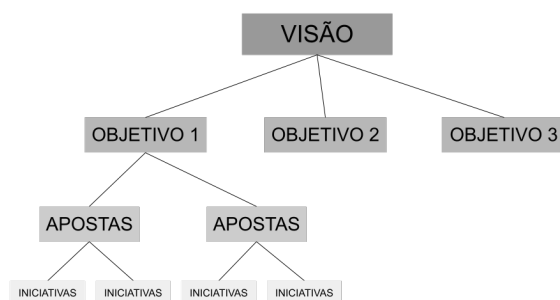 VISÃO
OBJETIVO 1
OBJETIVO 2
OBJETIVO 3
APOSTAS
APOSTAS
INICIATIVAS
INICIATIVAS
INICIATIVAS
INICIATIVAS